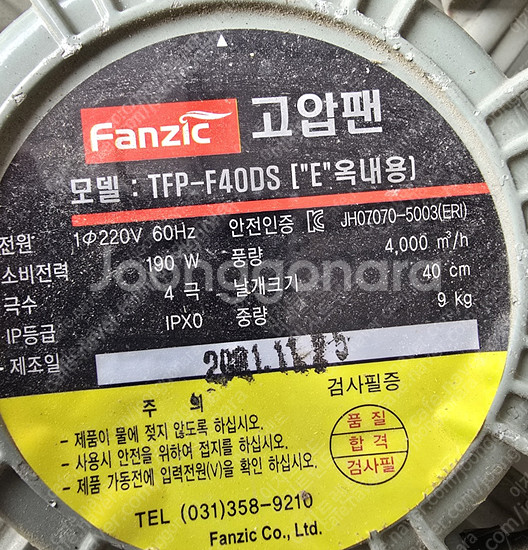 Fanzic 고압팬
모델 : TFP-F40DS ["E"옥내용]
전원 1Φ220V 60Hz 안전인증 JH07070-5003(ERI)
소비전력 190 W 풍량 4,000 ㎥/h
극수 4 극 날개크기 40 cm
IP등급 IPX0 중량 9 kg
제조일
검사필증
주 의
- 제품이 물에 젖지 않도록 하십시오.
- 사용시 안전을 위하여 접지를 하십시오.
- 제품 가동전에 입력전원(V)을 확인 하십시오.
품 질
합 격
검사필
TEL (031)358-9210
Fanzic Co., Ltd.
Joonggonara